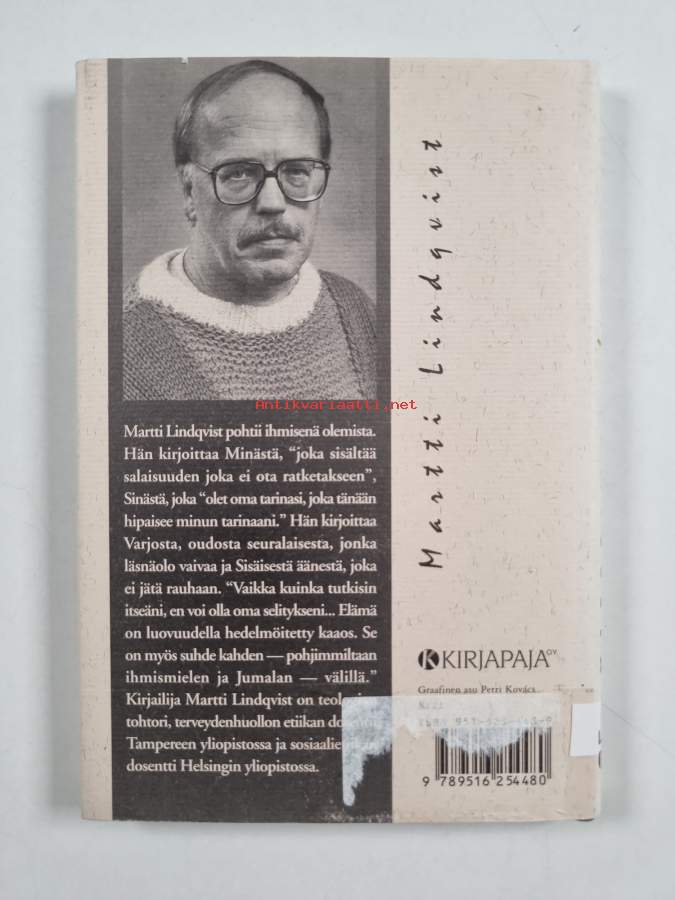 Martti Lindqvist
Antikvariaatti.net
Martti Lindqvist pohtii ihmisenä olemista.
Hän kirjoittaa Minästä, “joka sisältää
salaisuuden joka ei ota ratketakseen”,
Sinästä, joka “olet oma tarinasi, joka tänään
hipaisee minun tarinaani.” Hän kirjoittaa
Varjosta, oudosta seuralaisesta, jonka
läsnäolo vaivaa ja Sisäisestä äänestä, joka
ei jätä rauhaan. “Vaikka kuinka tutkisin
itseäni, en voi olla oma selitykseni... Elämä
on luovuudella hedelmöitetty kaaos. Se
on myös suhde kahden — pohjimmiltaan
ihmismielen ja Jumalan — välillä.”
Kirjailija Martti Lindqvist on
tohtori, terveydenhuollon etiikan
Tampereen yliopistossa ja
dosentti Helsingin yliopistossa.
KIRJAPAJA OY
Graafinen asu Petri Kovács
9 789516 254480